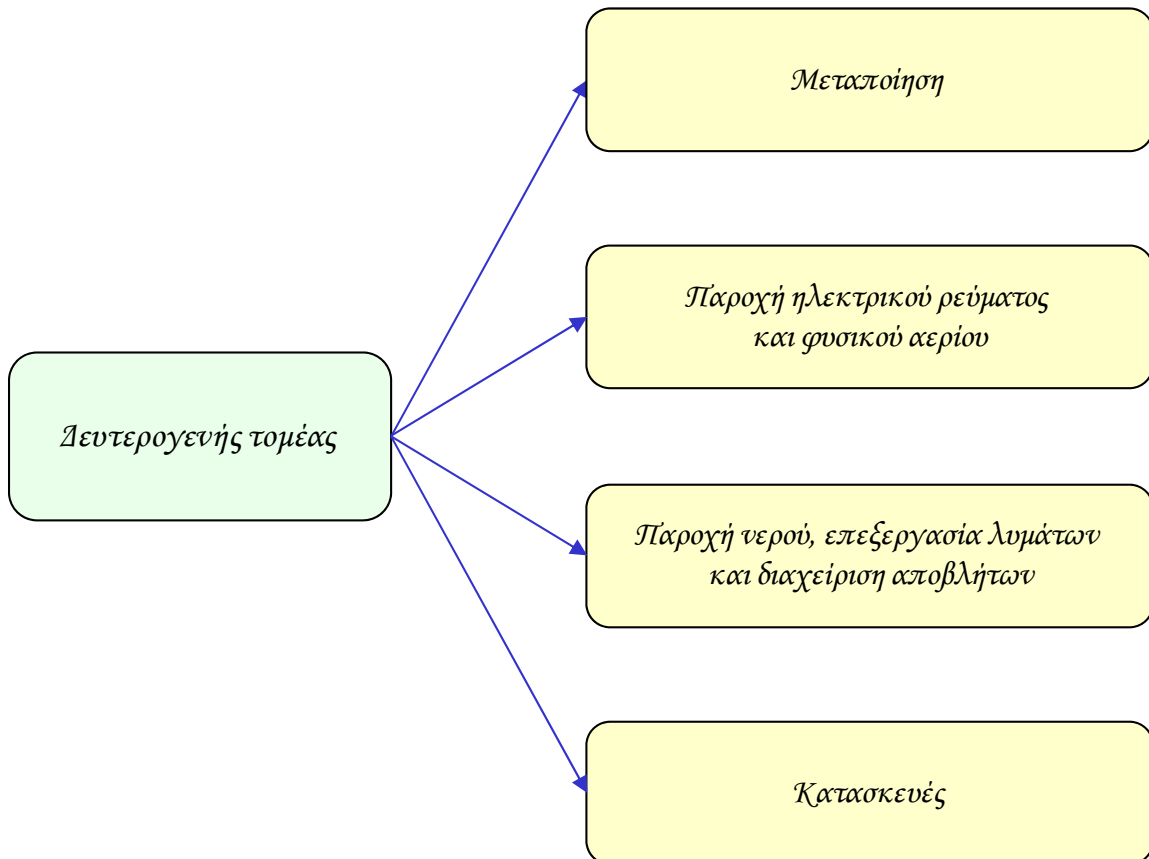 Μεταποίηση
Παροχή ηλεκτρικού ρεύματος
και φυσικού αερίου
Δευτερογενής τομέας
Παροχή νερού, επεξεργασία λυμάτων
και διαχείριση αποβλήτων
Κατασκευές